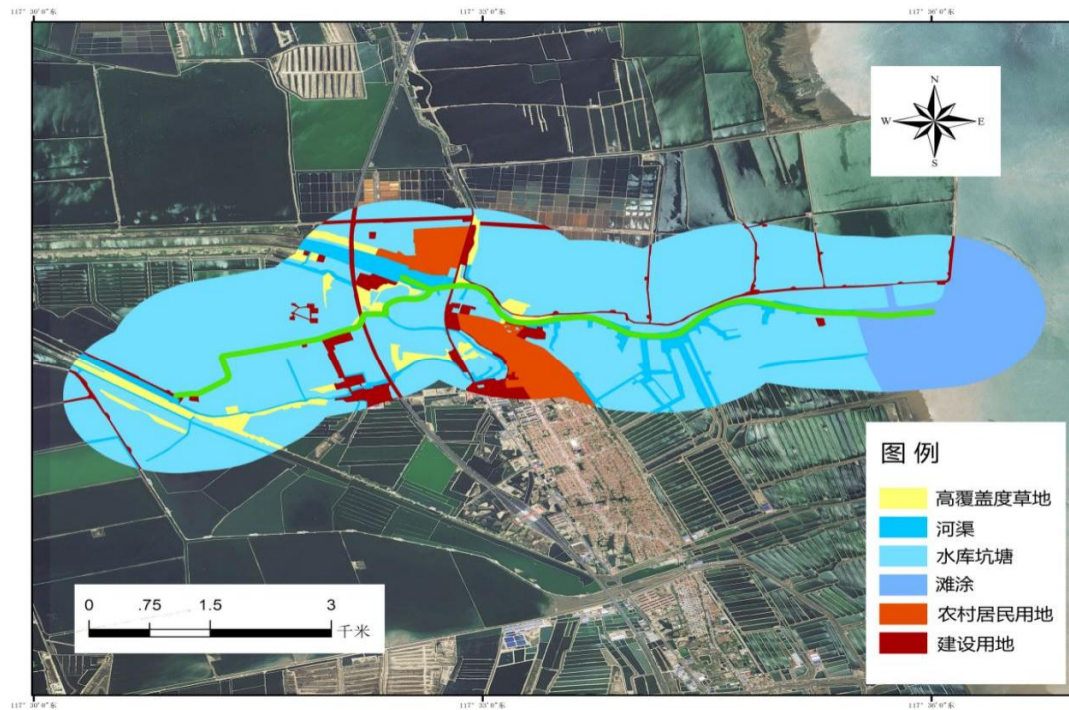 117°30′0″东
117°33′0″东
117°36′0″东
N
W
E
S
图例
高覆盖度草地
河渠
水库坑塘
滩涂
农村居民用地
建设用地
0 .75 1.5 3
千米
117°30′0″东
117°33′0″东
117°36′0″东